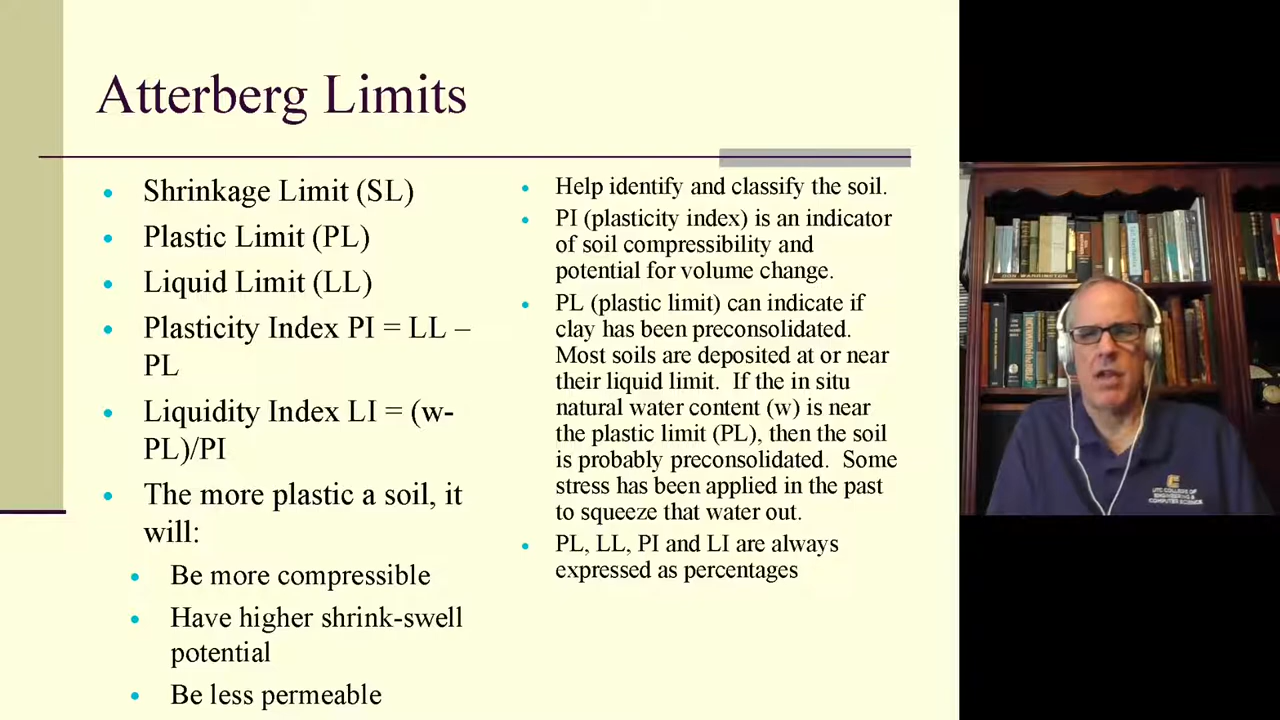 Atterberg Limits
Shrinkage Limit (SL)
Plastic Limit (PL)
Liquid Limit (LL)
Plasticity Index PI = LL –
PL
Liquidity Index LI = (w-
PL)/PI
The more plastic a soil, it
will:
Be more compressible
Have higher shrink-swell
potential
Be less permeable
Help identify and classify the soil.
PI (plasticity index) is an indicator
of soil compressibility and
potential for volume change.
PL (plastic limit) can indicate if
clay has been preconsolidated.
Most soils are deposited at or near
their liquid limit.  If the in situ
natural water content (w) is near
the plastic limit (PL), then the soil
is probably preconsolidated.  Some
stress has been applied in the past
to squeeze that water out.
PL, LL, PI and LI are always
expressed as percentages
UTC COLLEGE OF
ENGINEERING &
COMPUTER SCIENCE